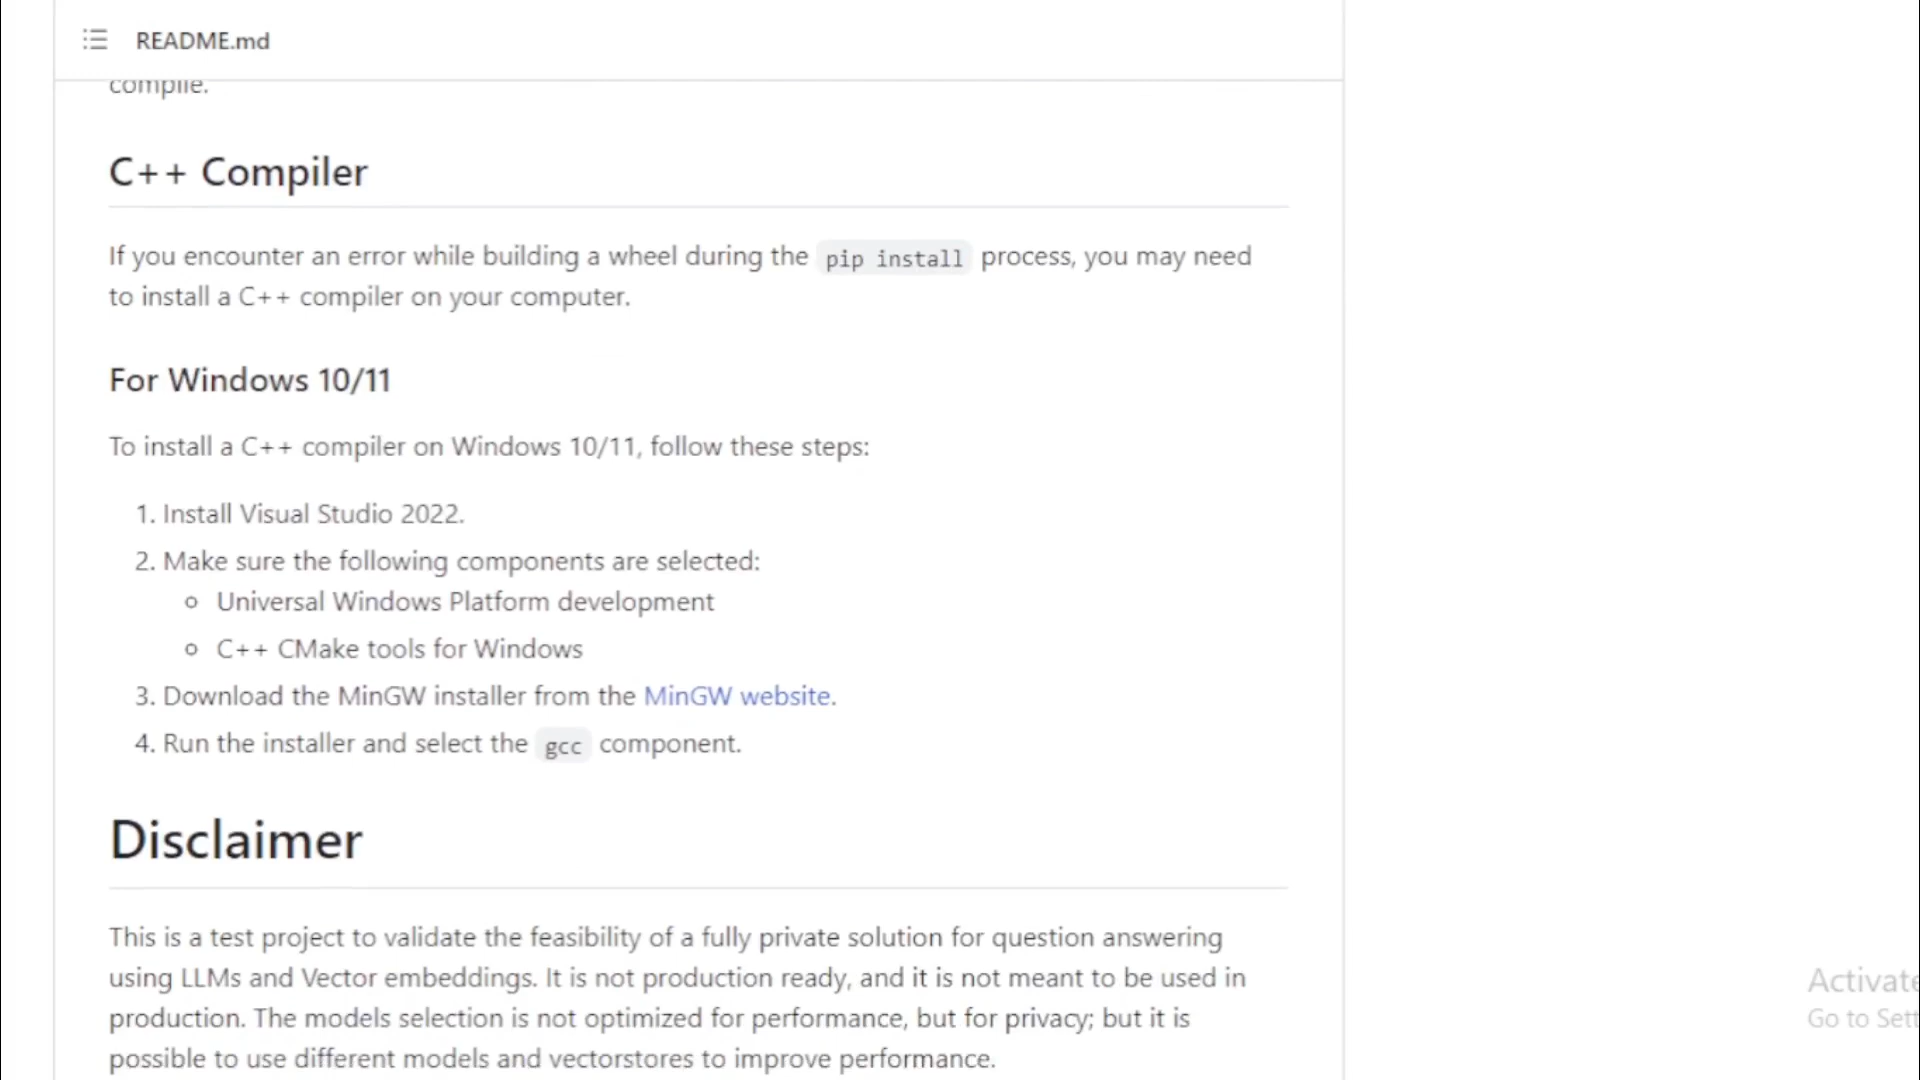 README.md
compile.
C++ Compiler
If you encounter an error while building a wheel during the pip install process, you may need
to install a C++ compiler on your computer.
For Windows 10/11
To install a C++ compiler on Windows 10/11, follow these steps:
1. Install Visual Studio 2022.
2. Make sure the following components are selected:
Universal Windows Platform development
C++ CMake tools for Windows
3. Download the MinGW installer from the MinGW website.
4. Run the installer and select the gcc component.
Disclaimer
This is a test project to validate the feasibility of a fully private solution for question answering
using LLMs and Vector embeddings. It is not production ready, and it is not meant to be used in
production. The models selection is not optimized for performance, but for privacy; but it is
possible to use different models and vectorstores to improve performance.
Activate
Go to Sett